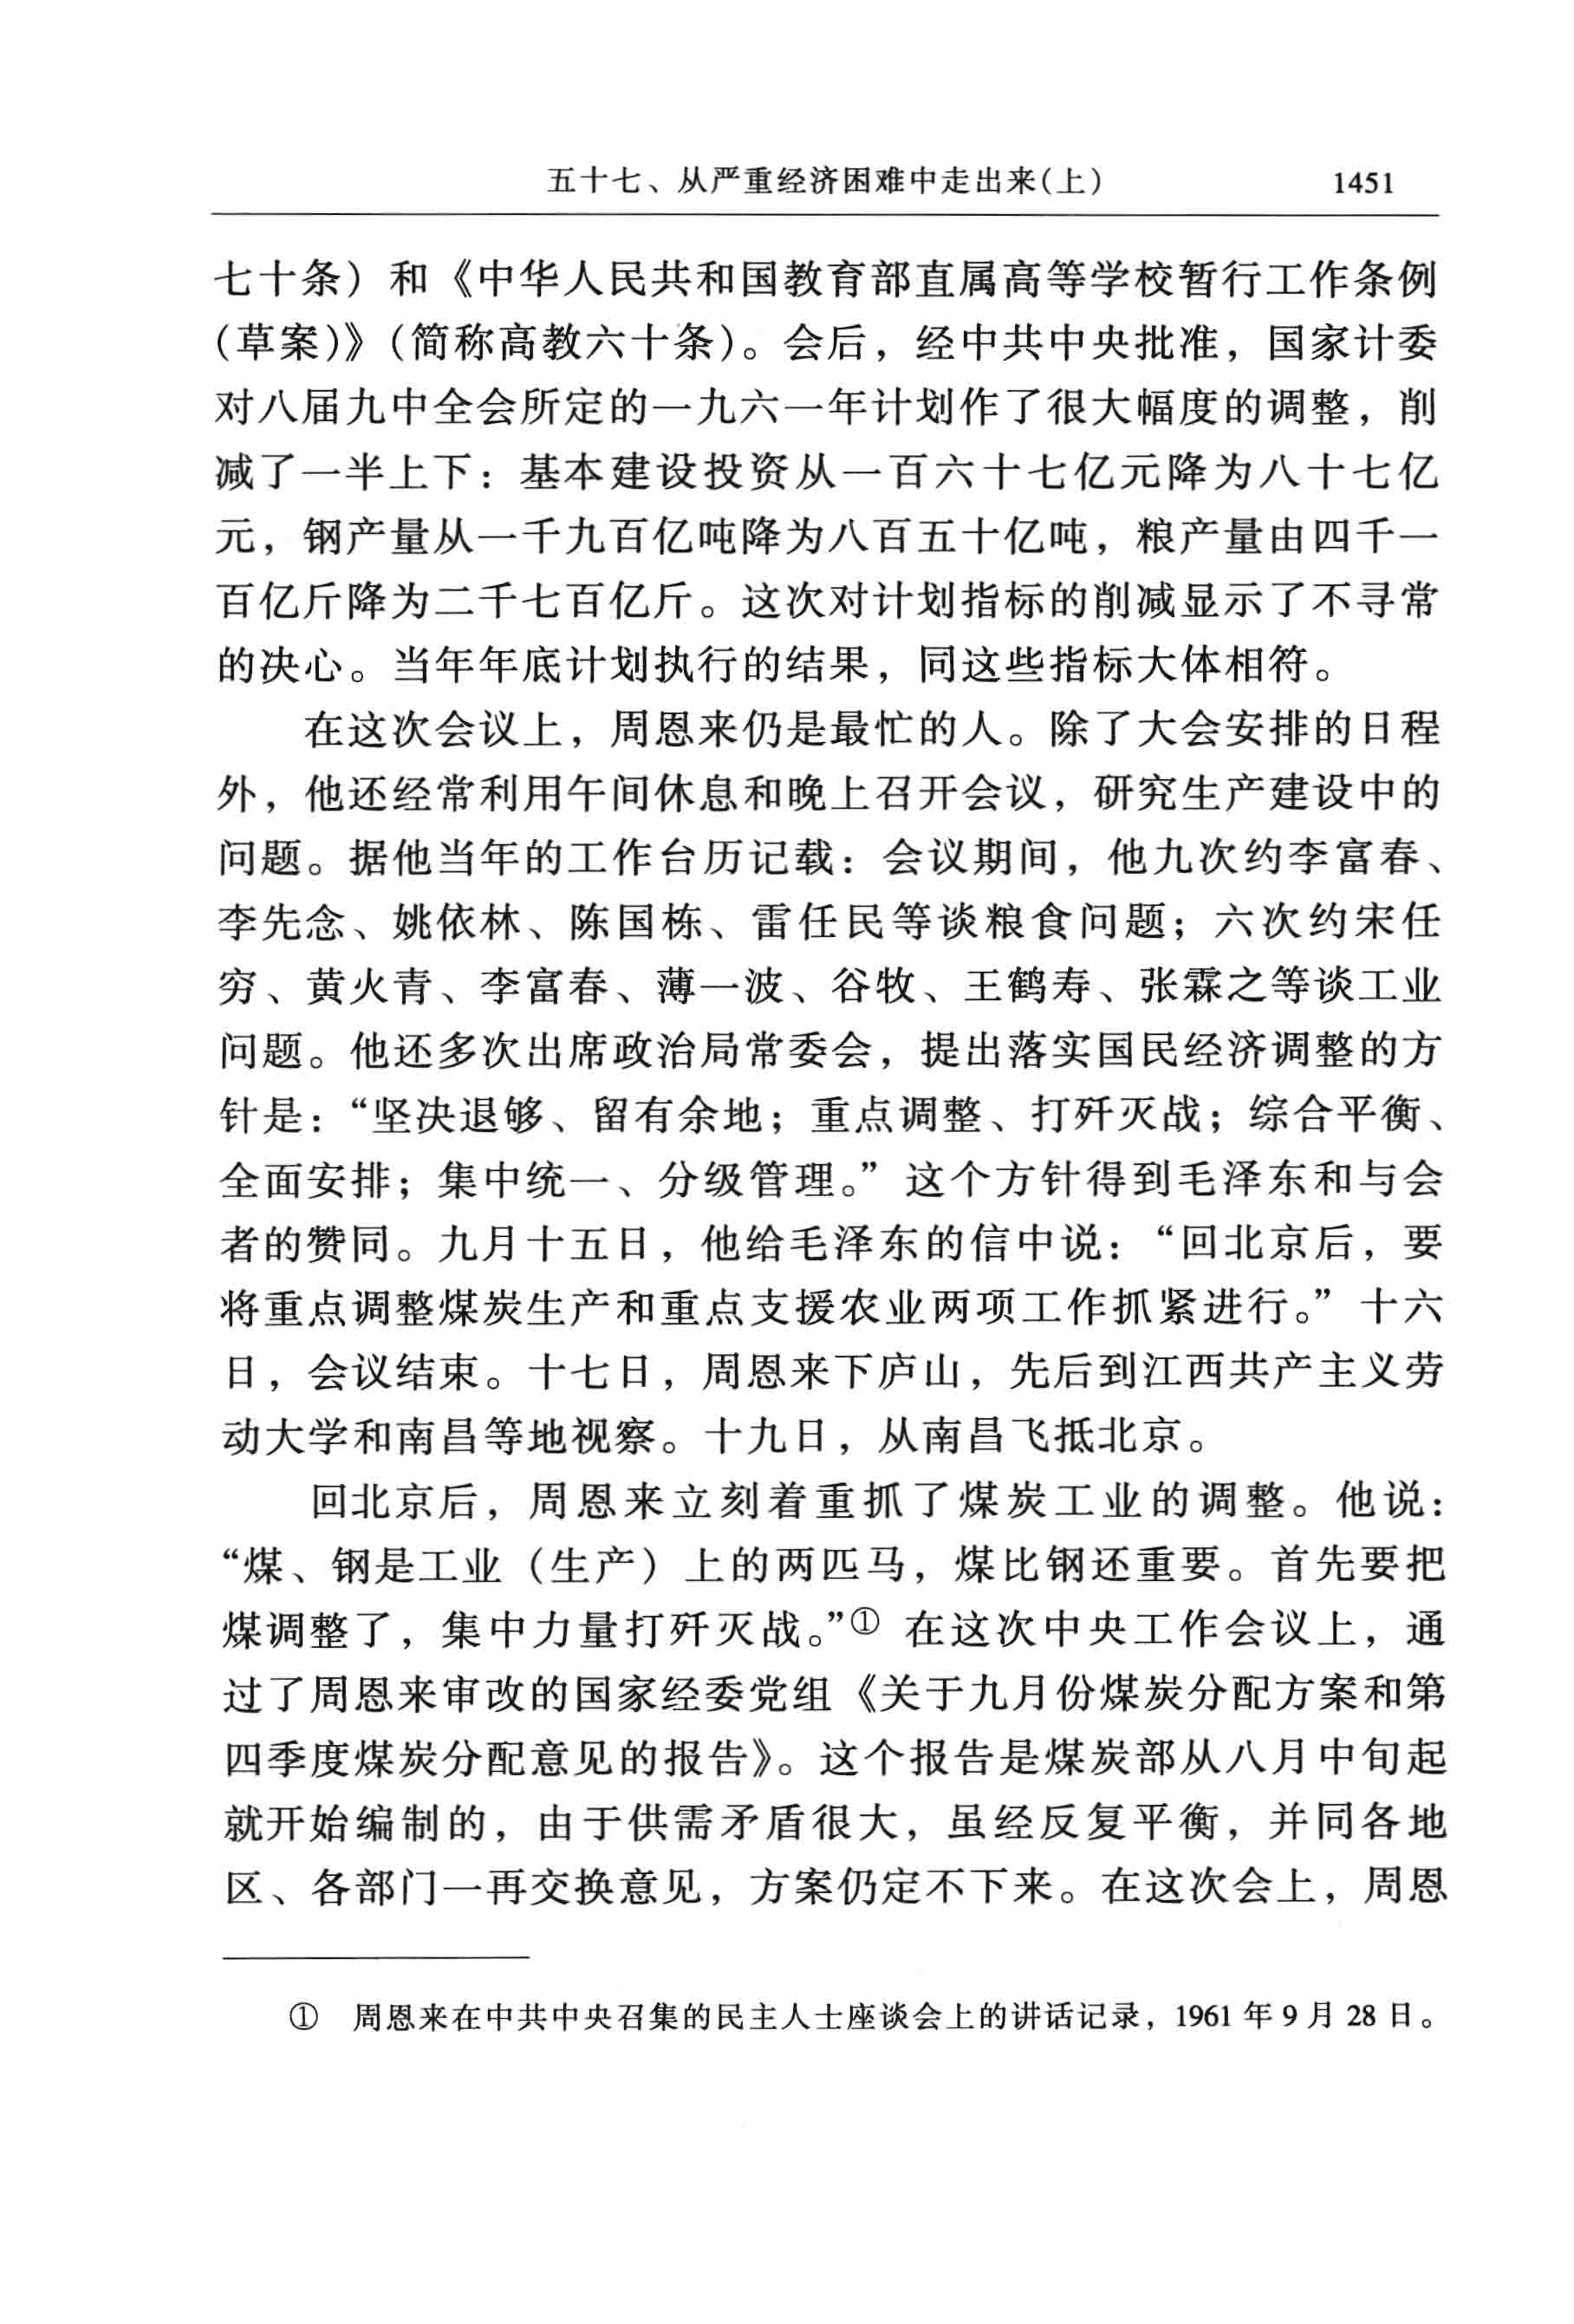 五十七、从严重经济困难中走出来(上) 1451
七十条）和《中华人民共和国教育部直属高等学校暂行工作条例
(草案)》(简称高教六十条)。会后，经中共中央批准，国家计委
对八届九中全会所定的一九六一年计划作了很大幅度的调整，削
减了一半上下：基本建设投资从一百六十七亿元降为八十七亿
元，钢产量从一千九百亿吨降为八百五十亿吨，粮产量由四千一
百亿斤降为二千七百亿斤。这次对计划指标的削减显示了不寻常
的决心。当年年底计划执行的结果，同这些指标大体相符。
在这次会议上，周恩来仍是最忙的人。除了大会安排的日程
外，他还经常利用午间休息和晚上召开会议，研究生产建设中的
问题。据他当年的工作台历记载：会议期间，他九次约李富春、
李先念、姚依林、陈国栋、雷任民等谈粮食问题；六次约宋任
穷、黄火青、李富春、薄一波、谷牧、王鹤寿、张霖之等谈工业
问题。他还多次出席政治局常委会，提出落实国民经济调整的方
针是：“坚决退够、留有余地；重点调整、打歼灭战；综合平衡、
全面安排；集中统一、分级管理。”这个方针得到毛泽东和与会
者的赞同。九月十五日，他给毛泽东的信中说：“回北京后，要
将重点调整煤炭生产和重点支援农业两项工作抓紧进行。”十六
日，会议结束。十七日，周恩来下庐山，先后到江西共产主义劳
动大学和南昌等地视察。十九日，从南昌飞抵北京。
回北京后，周恩来立刻着重抓了煤炭工业的调整。他说：
“煤、钢是工业（生产）上的两匹马，煤比钢还重要。首先要把
煤调整了，集中力量打歼灭战。”① 在这次中央工作会议上，通
过了周恩来审改的国家经委党组《关于九月份煤炭分配方案和第
四季度煤炭分配意见的报告》。这个报告是煤炭部从八月中旬起
就开始编制的，由于供需矛盾很大，虽经反复平衡，并同各地
区、各部门一再交换意见，方案仍定不下来。在这次会上，周恩
① 周恩来在中共中央召集的民主人士座谈会上的讲话记录，1961 年 9 月 28 日。